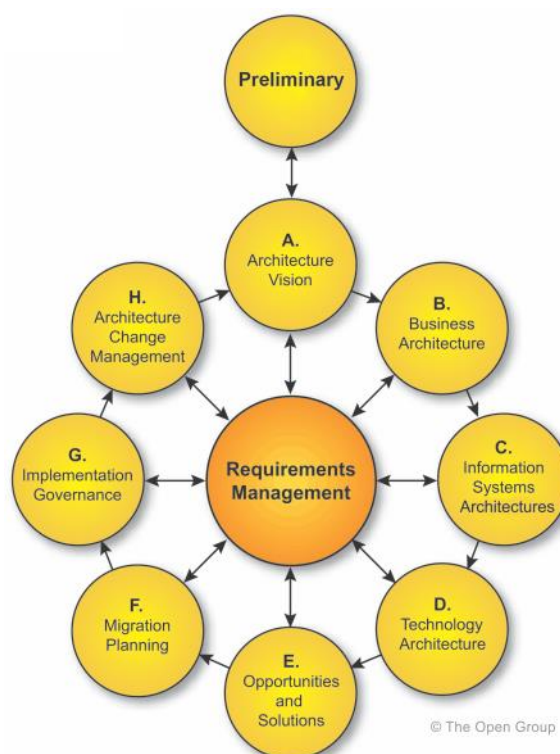 Preliminary
A.
Architecture
Vision
B.
Business
Architecture
C.
Information
Systems
Architectures
D.
Technology
Architecture
E.
Opportunities
and
Solutions
F.
Migration
Planning
G.
Implementation
Governance
H.
Architecture
Change
Management
Requirements
Management
© The Open Group